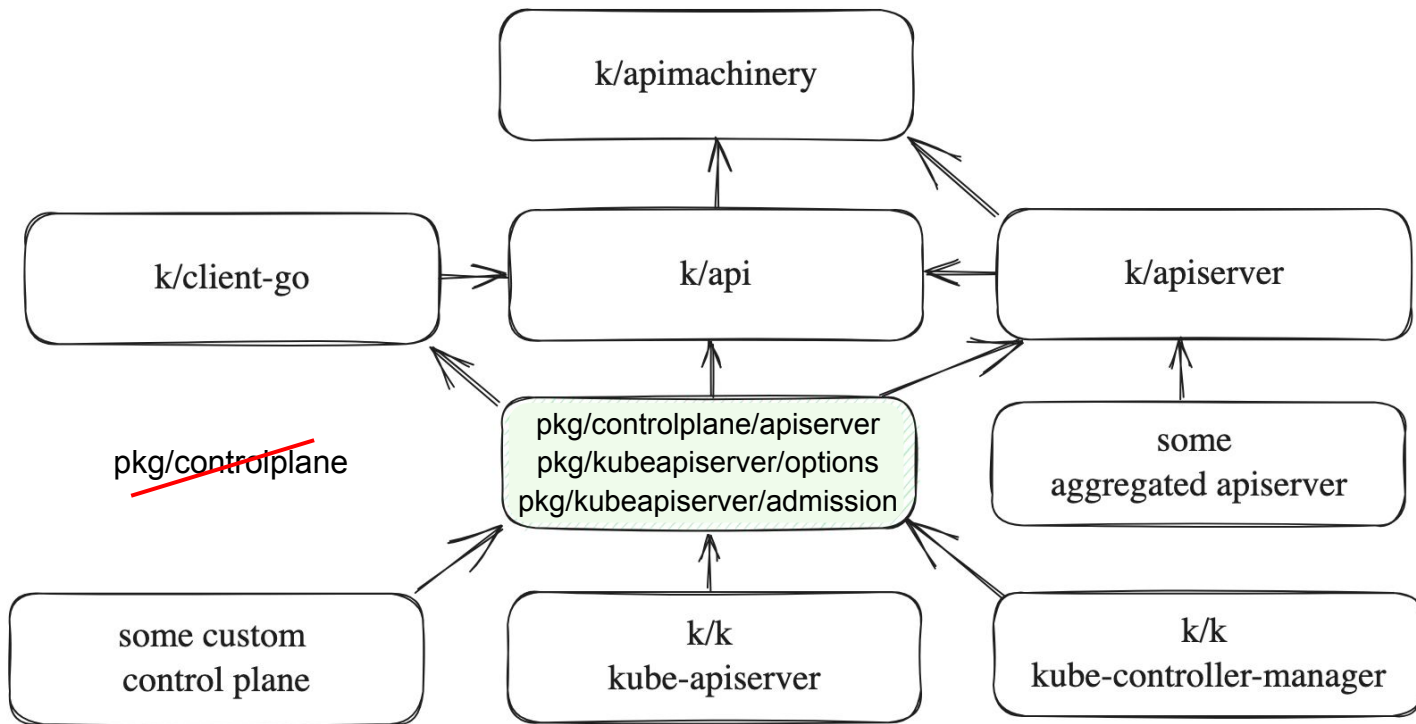 k/apimachinery
k/client-go
k/api
k/apiserver
pkg/controlplane
pkg/controlplane/apiserver
pkg/kubeapiserver/options
pkg/kubeapiserver/admission
some
aggregated apiserver
some custom
control plane
k/k
kube-apiserver
k/k
kube-controller-manager